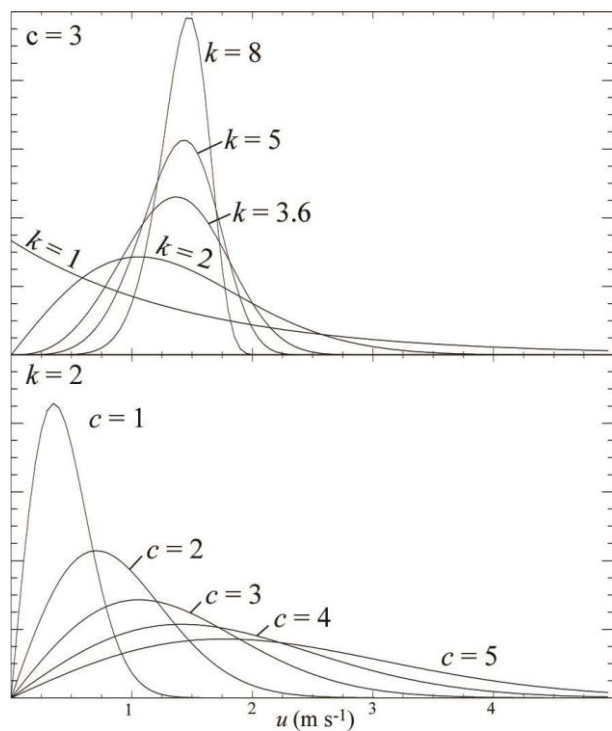 c = 3
k = 8
k = 5
k = 3.6
k = 1
k = 2
k = 2
c = 1
c = 2
c = 3
c = 4
c = 5
1 2 3 4
u (m s-1)